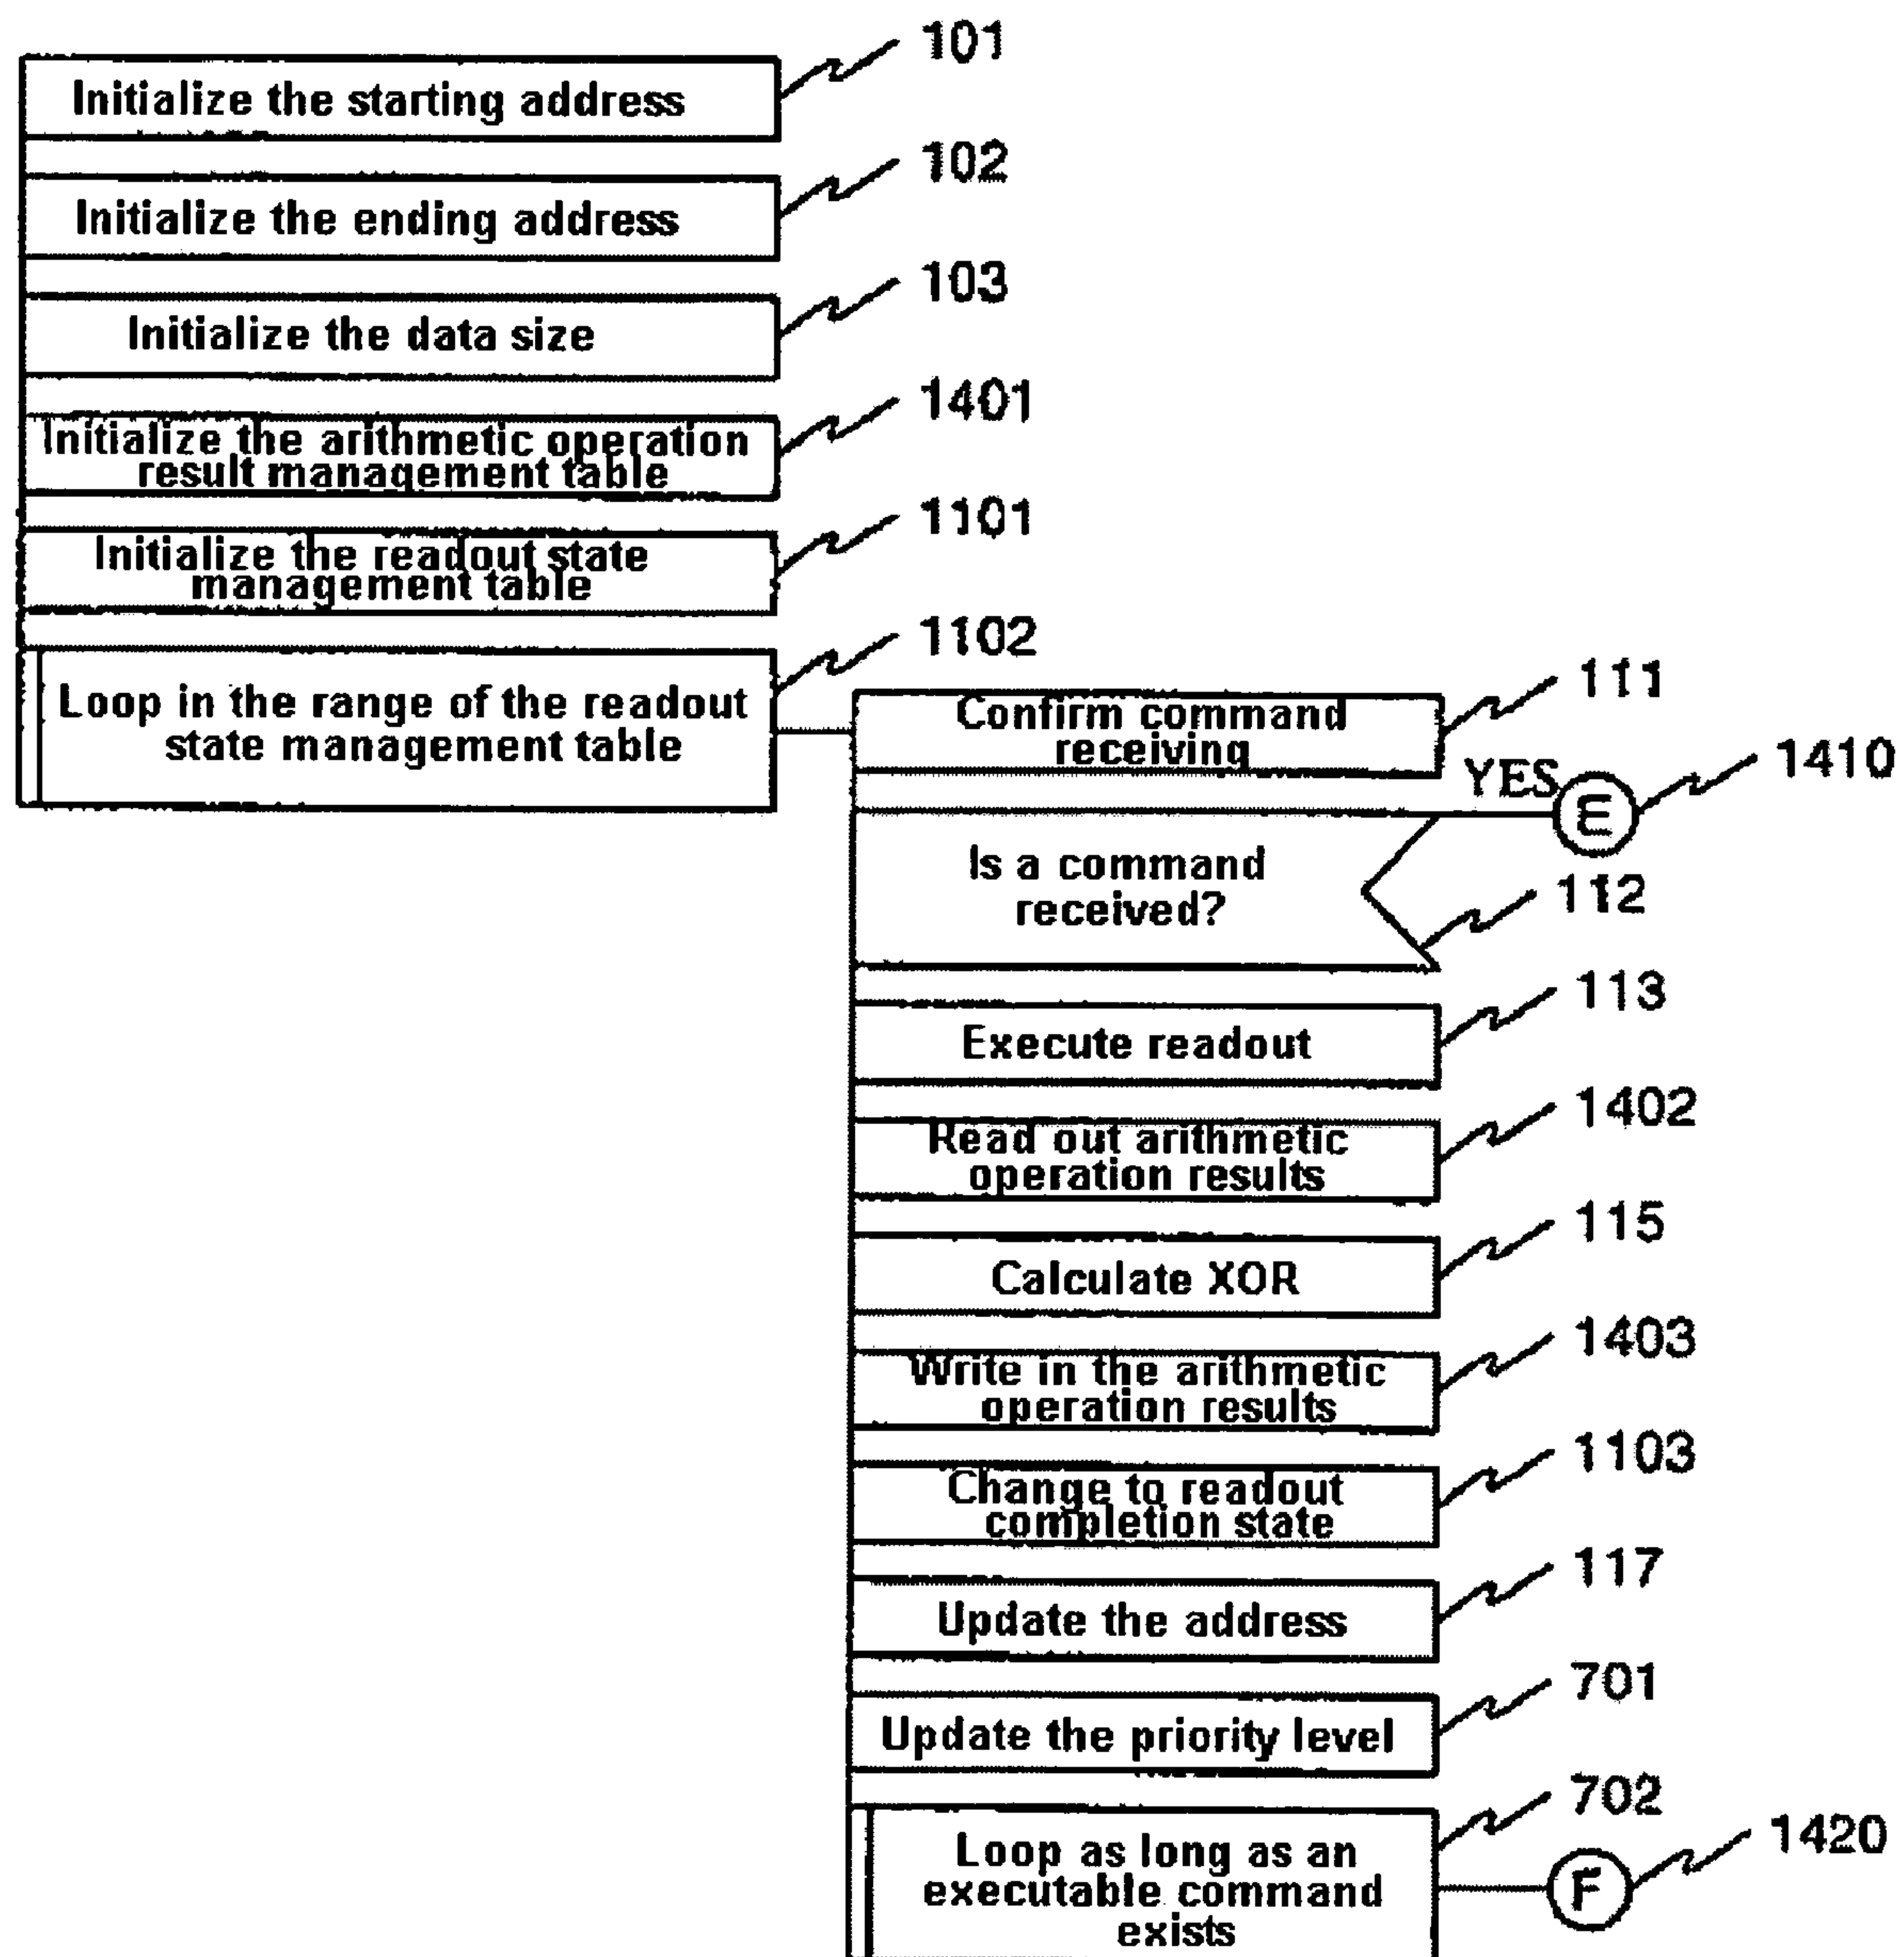 101
Initialize the starting address
102
Initialize the ending address
103
Initialize the data size
1401
Initialize the arithmetic operation
result management table
1101
Initialize the readout state
management table
1102
Loop in the range of the readout
state management table
111
Confirm command
receiving
YES
E
1410
Is a command
received?
112
113
Execute readout
1402
Read out arithmetic
operation results
115
Calculate XOR
1403
Write in the arithmetic
operation results
1103
Change to readout
completion state
117
Update the address
701
Update the priority level
702
Loop as long as an
executable command
exists
F
1420